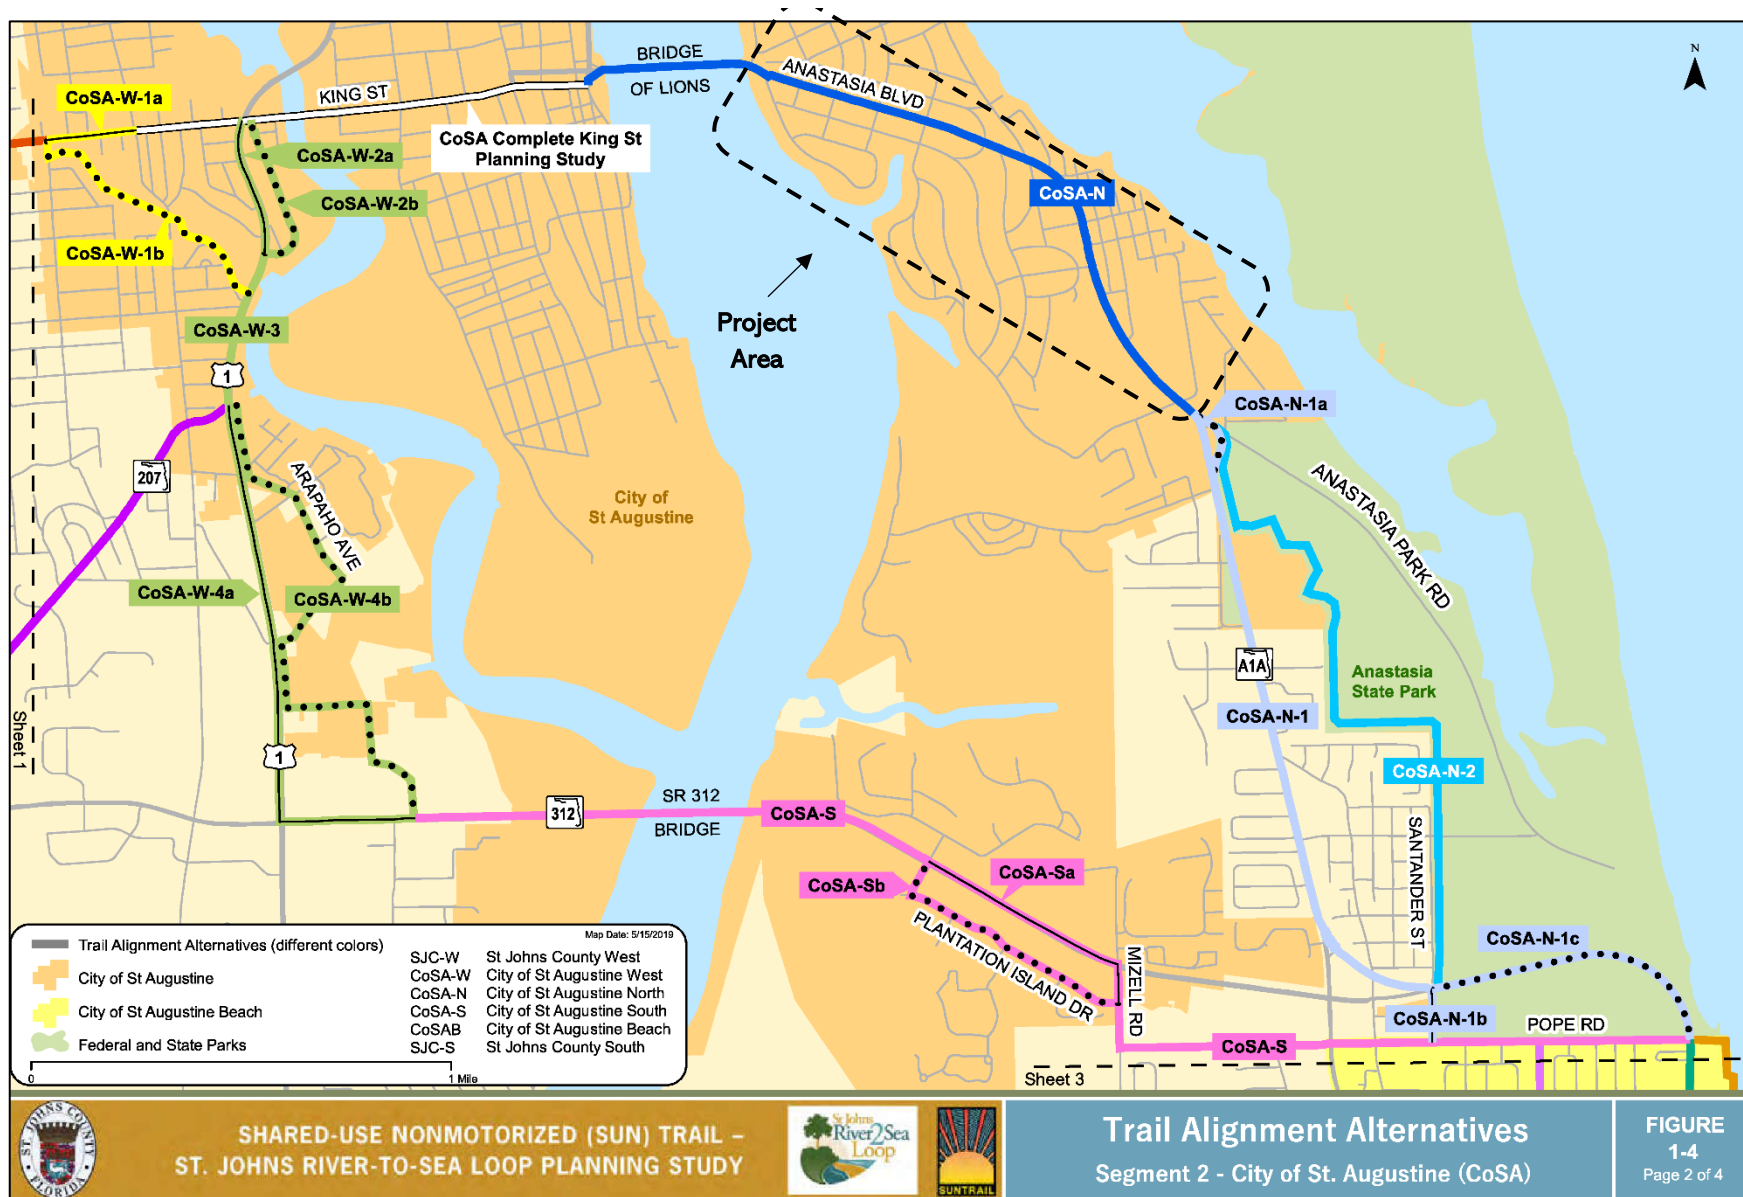 N
BRIDGE
OF LIONS
ANASTASIA BLVD
KING ST
CoSA-W-1a
CoSA Complete King St
Planning Study
CoSA-W-2a
CoSA-W-2b
CoSA-N
CoSA-W-1b
Project
Area
CoSA-W-3
1
CoSA-N-1a
207
ARAPAHO AVE
City of
St Augustine
ANASTASIA PARK RD
CoSA-W-4a
CoSA-W-4b
A1A
Anastasia
State Park
CoSA-N-1
Sheet 1
1
CoSA-N-2
SR 312
BRIDGE
312
CoSA-S
SANTANDER ST
CoSA-Sa
CoSA-Sb
PLANTATION ISLAND DR
MIZELL RD
CoSA-N-1c
CoSA-N-1b
POPE RD
CoSA-S
Sheet 3
Map Date: 5/15/2019
Trail Alignment Alternatives (different colors)
City of St Augustine
City of St Augustine Beach
Federal and State Parks
SJC-W St Johns County West
CoSA-W City of St Augustine West
CoSA-N City of St Augustine North
CoSA-S City of St Augustine South
CoSAB City of St Augustine Beach
SJC-S St Johns County South
0 1 Mile
ST. JOHNS COUNTY
FLORIDA
SHARED-USE NONMOTORIZED (SUN) TRAIL –
ST. JOHNS RIVER-TO-SEA LOOP PLANNING STUDY
St Johns
River2Sea
Loop
SUNTRAIL
Trail Alignment Alternatives
Segment 2 - City of St. Augustine (CoSA)
FIGURE
1-4
Page 2 of 4